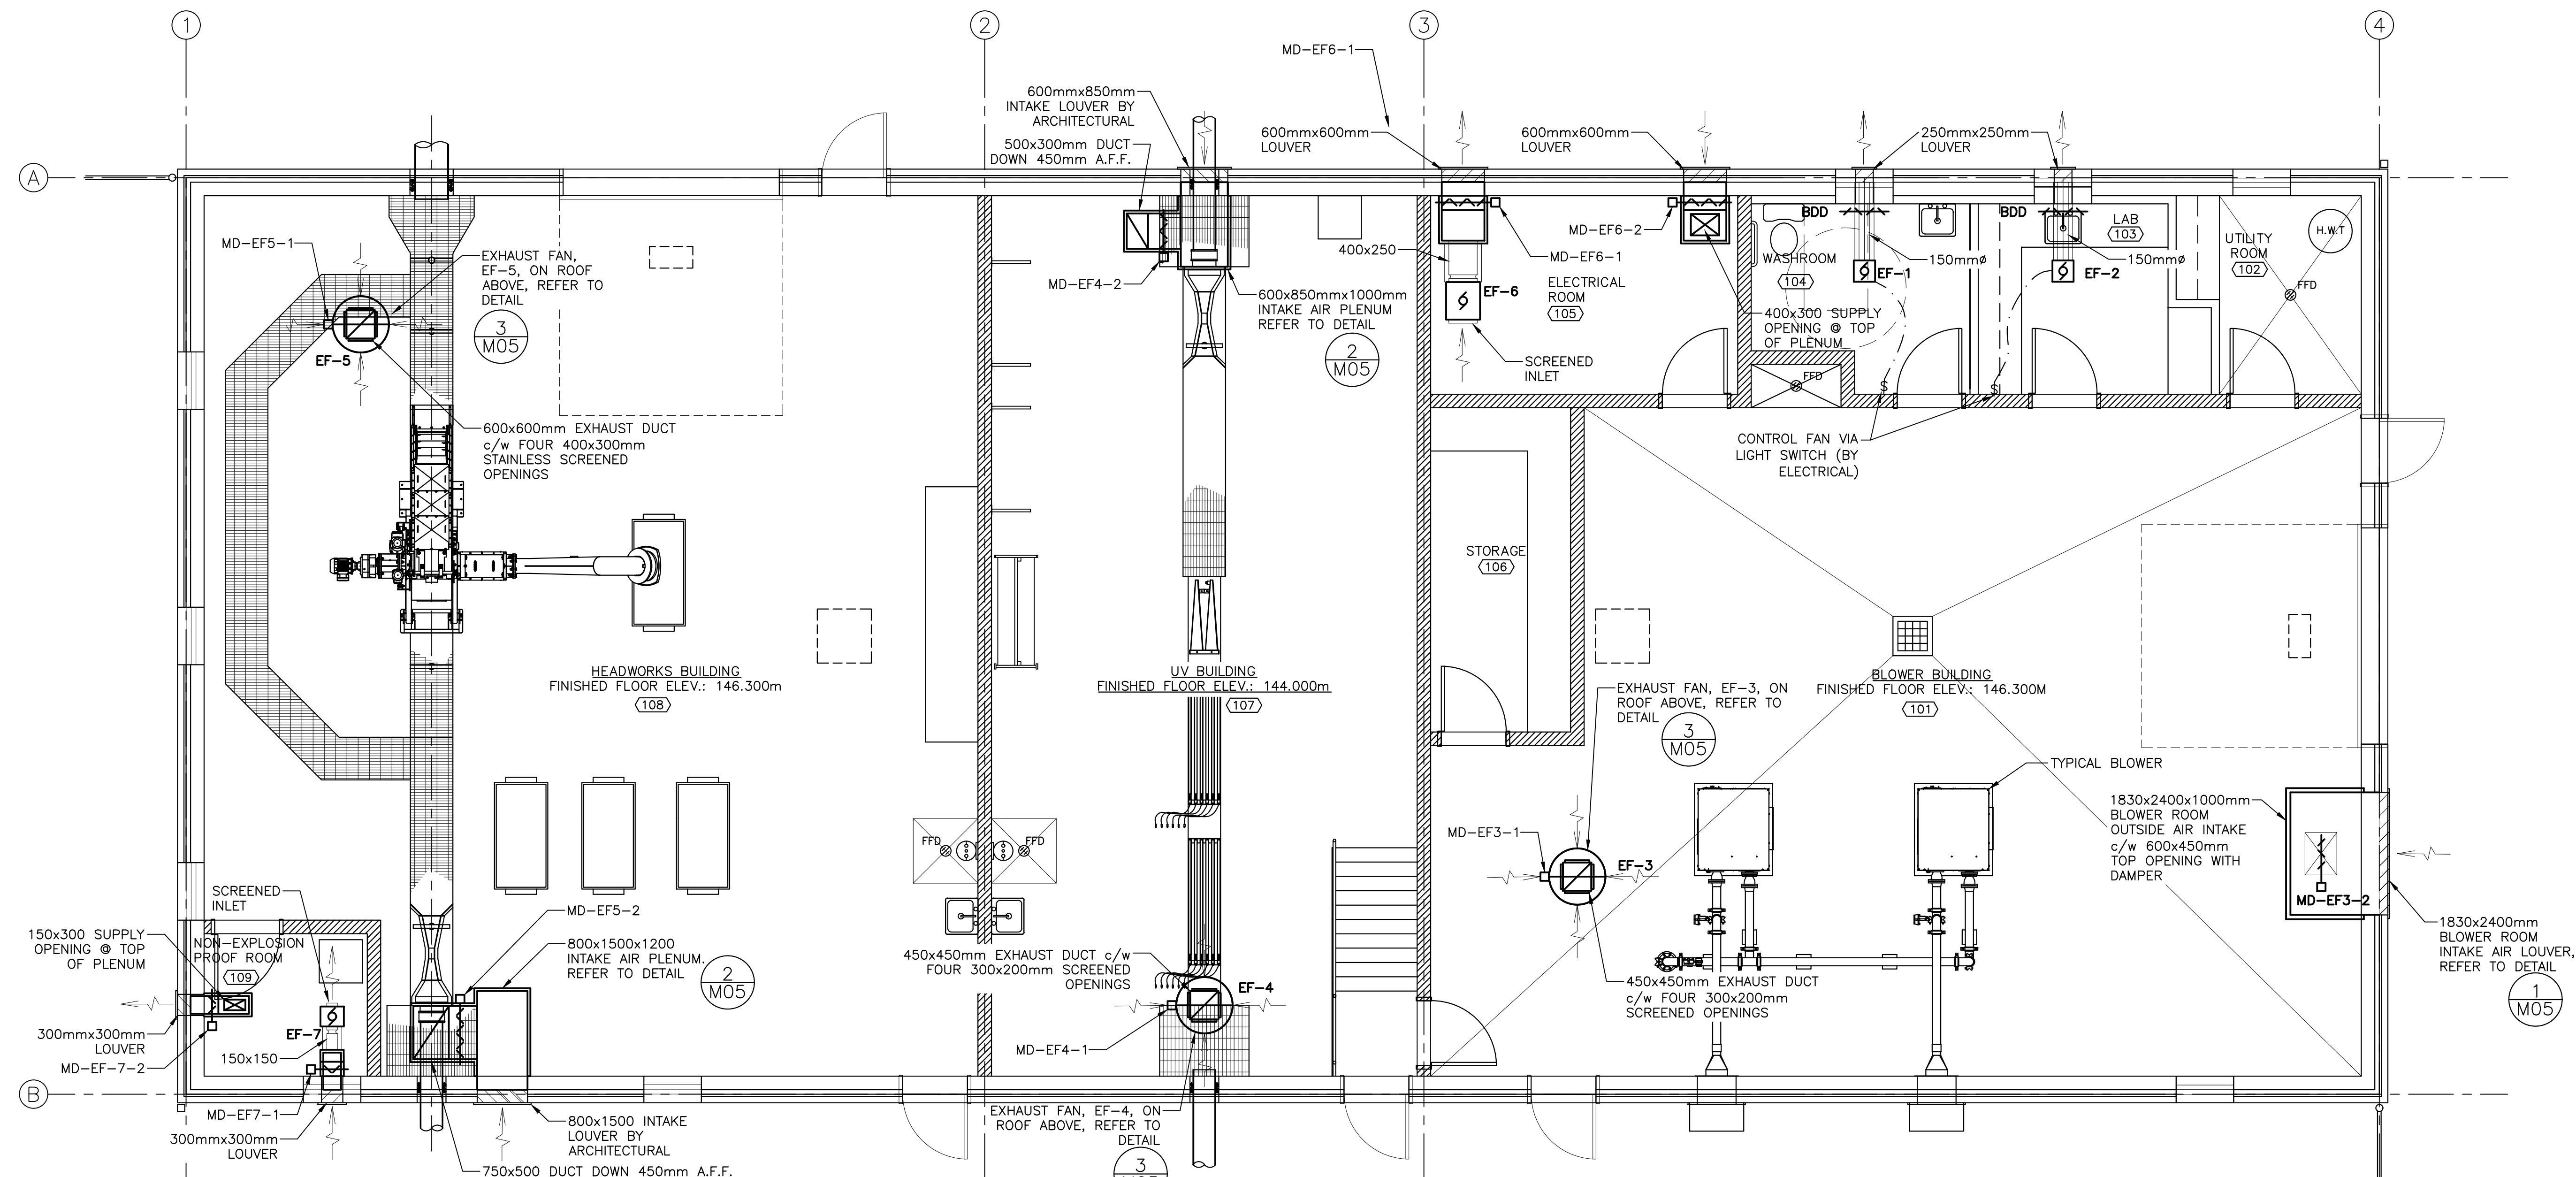 1
2
3
4
A
B
MD-EF6-1
600mmx850mm
INTAKE LOUVER BY
ARCHITECTURAL
500x300mm DUCT
DOWN 450mm A.F.F.
600mmx600mm
LOUVER
600mmx600mm
LOUVER
250mmx250mm
LOUVER
MD-EF5-1
EXHAUST FAN,
EF-5, ON ROOF
ABOVE, REFER TO
DETAIL
3
M05
EF-5
600x600mm EXHAUST DUCT
c/w FOUR 400x300mm
STAINLESS SCREENED
OPENINGS
MD-EF4-2
600x850mmx1000mm
INTAKE AIR PLENUM
REFER TO DETAIL
2
M05
400x250
EF-6
MD-EF6-2
MD-EF6-1
ELECTRICAL
ROOM
105
SCREENED
INLET
400x300 SUPPLY
OPENING @ TOP
OF PLENUM
BDD
WASHROOM
104
150mmø
EF-1
BDD
LAB
103
150mmø
EF-2
UTILITY
ROOM
102
H.W.T
FFD
FFD
S
S
CONTROL FAN VIA
LIGHT SWITCH (BY
ELECTRICAL)
STORAGE
106
HEADWORKS BUILDING
FINISHED FLOOR ELEV.: 146.300m
108
UV BUILDING
FINISHED FLOOR ELEV.: 144.000m
107
BLOWER BUILDING
FINISHED FLOOR ELEV.: 146.300M
101
EXHAUST FAN, EF-3, ON
ROOF ABOVE, REFER TO
DETAIL
3
M05
TYPICAL BLOWER
1830x2400x1000mm
BLOWER ROOM
OUTSIDE AIR INTAKE
c/w 600x450mm
TOP OPENING WITH
DAMPER
MD-EF3-2
1830x2400mm
BLOWER ROOM
INTAKE AIR LOUVER,
REFER TO DETAIL
1
M05
MD-EF3-1
EF-3
450x450mm EXHAUST DUCT
c/w FOUR 300x200mm
SCREENED OPENINGS
FFD
FFD
SCREENED
INLET
150x300 SUPPLY
OPENING @ TOP
OF PLENUM
NON-EXPLOSION
PROOF ROOM
109
MD-EF5-2
800x1500x1200
INTAKE AIR PLENUM.
REFER TO DETAIL
2
M05
450x450mm EXHAUST DUCT c/w
FOUR 300x200mm SCREENED
OPENINGS
EF-4
MD-EF4-1
300mmx300mm
LOUVER
MD-EF-7-2
EF-7
150x150
MD-EF7-1
300mmx300mm
LOUVER
800x1500 INTAKE
LOUVER BY
ARCHITECTURAL
750x500 DUCT DOWN 450mm A.F.F.
EXHAUST FAN, EF-4, ON
ROOF ABOVE, REFER TO
DETAIL
3